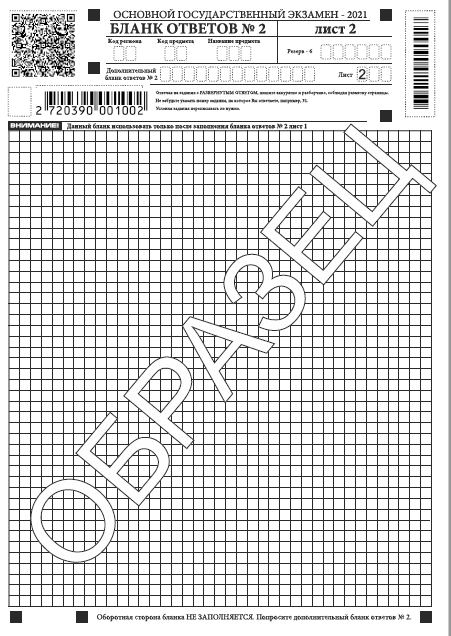 ОСНОВНОЙ ГОСУДАРСТВЕННЫЙ ЭКЗАМЕН - 2021
БЛАНК ОТВЕТОВ № 2
лист 2
Код региона Код предмета Название предмета
Резерв - 6
Дополнительный
бланк ответов № 2
Лист 2
Ответы на задания с РАЗВЕРНУТЫМ ОТВЕТОМ, пишите аккуратно и разборчиво, соблюдая разметку страницы.
Не забудьте указать номер задания, на которое Вы отвечаете, например, 31.
Условия задания переписывать не нужно.
2 720390 001002
ВНИМАНИЕ! Данный бланк использовать только после заполнения бланка ответов № 2 лист 1
ОБРАЗЕЦ
Оборотная сторона бланка НЕ ЗАПОЛНЯЕТСЯ. Попросите дополнительный бланк ответов № 2.